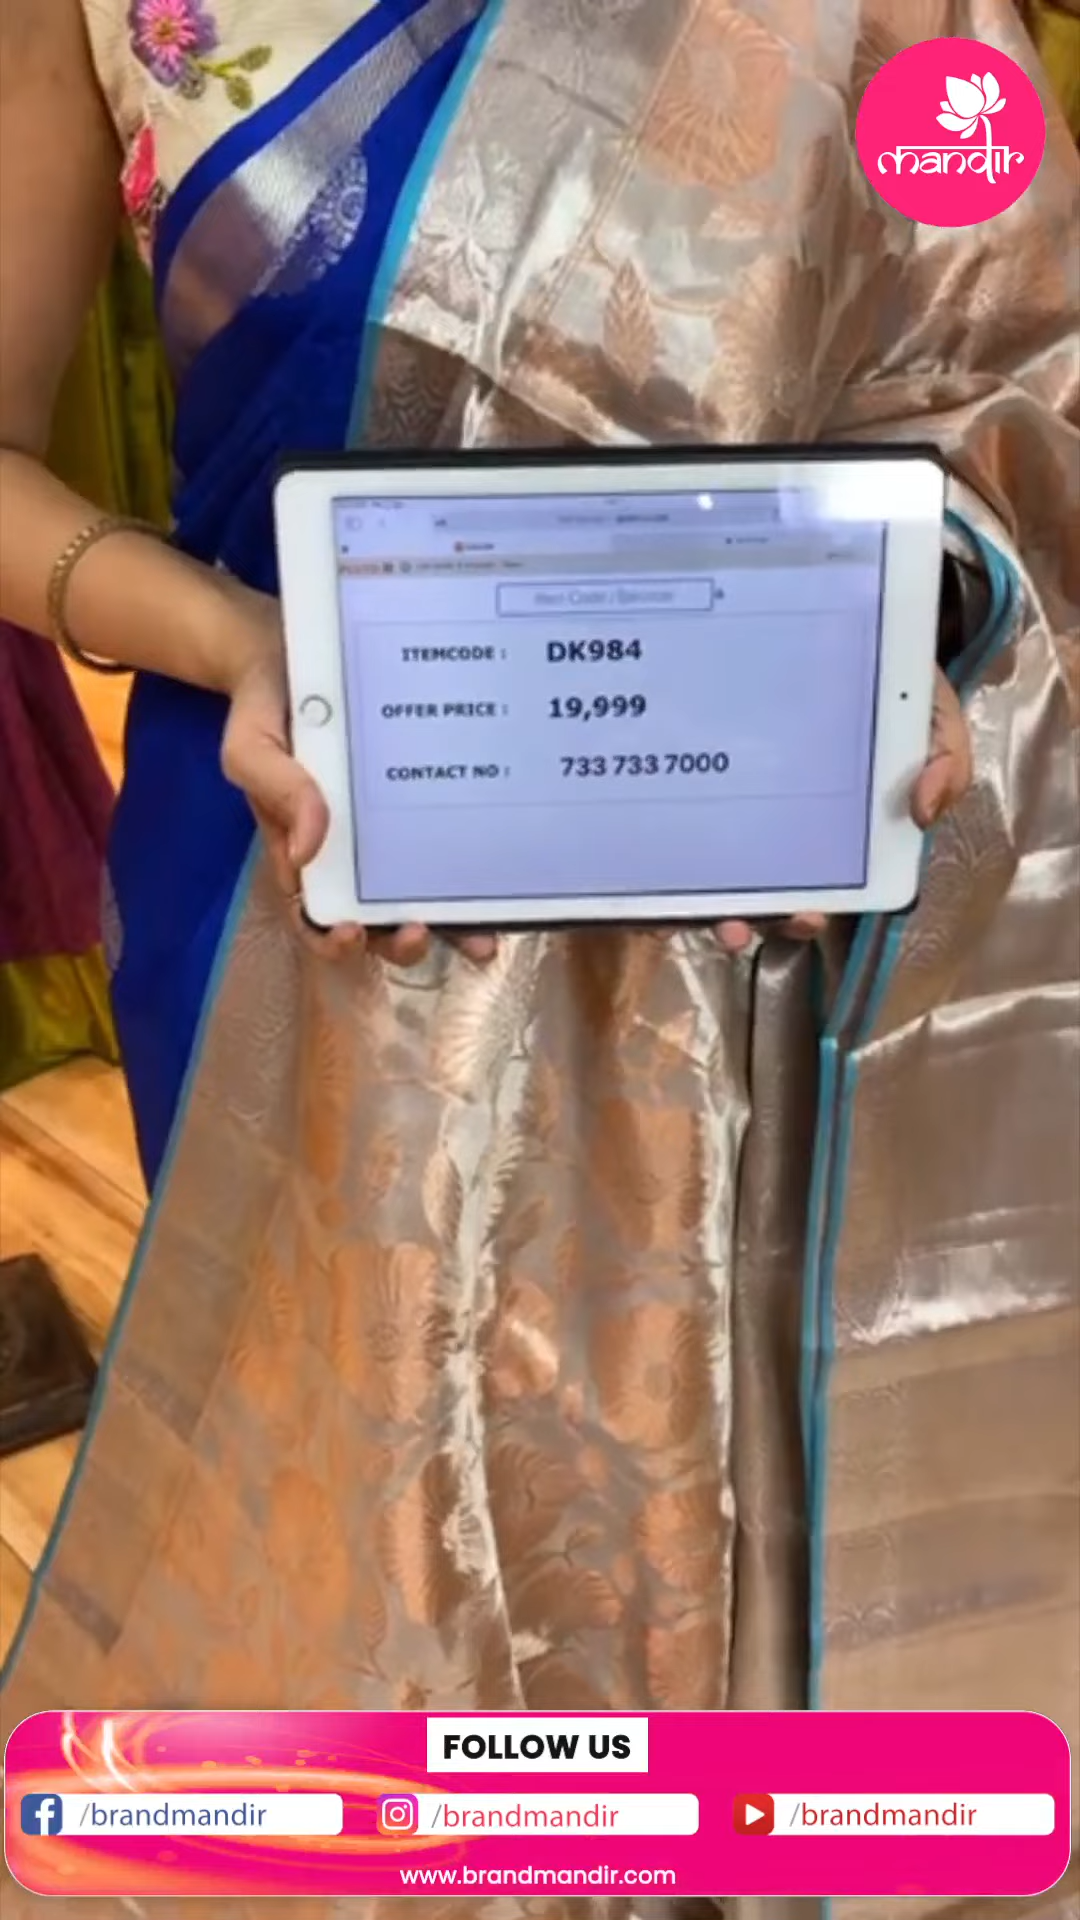 mandir
ITEMCODE : DK984
OFFER PRICE : 19,999
CONTACT NO : 733 733 7000
FOLLOW US
/brandmandir
/brandmandir
/brandmandir
www.brandmandir.com